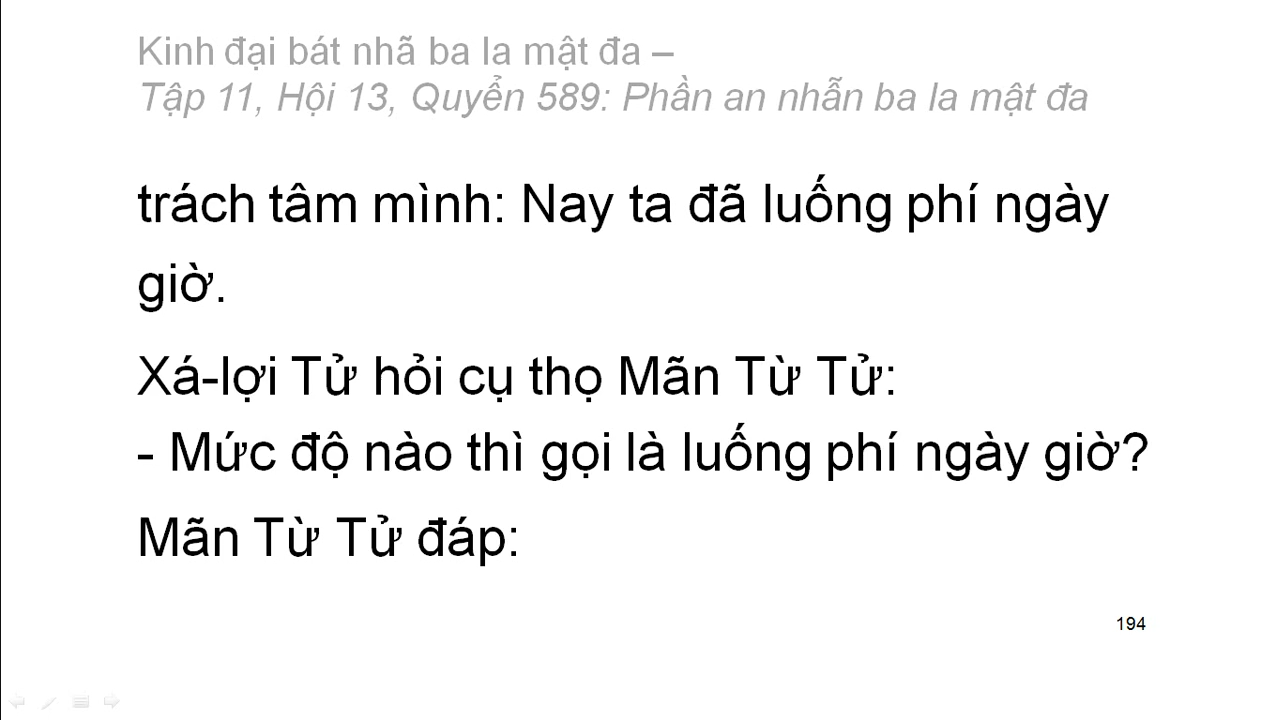 Kinh đại bát nhã ba la mật đa –
Tập 11, Hội 13, Quyển 589: Phần an nhẫn ba la mật đa
trách tâm mình: Nay ta đã luống phí ngày
giờ.
Xá-lợi Tử hỏi cụ thọ Mãn Từ Tử:
- Mức độ nào thì gọi là luống phí ngày giờ?
Mãn Từ Tử đáp:
194